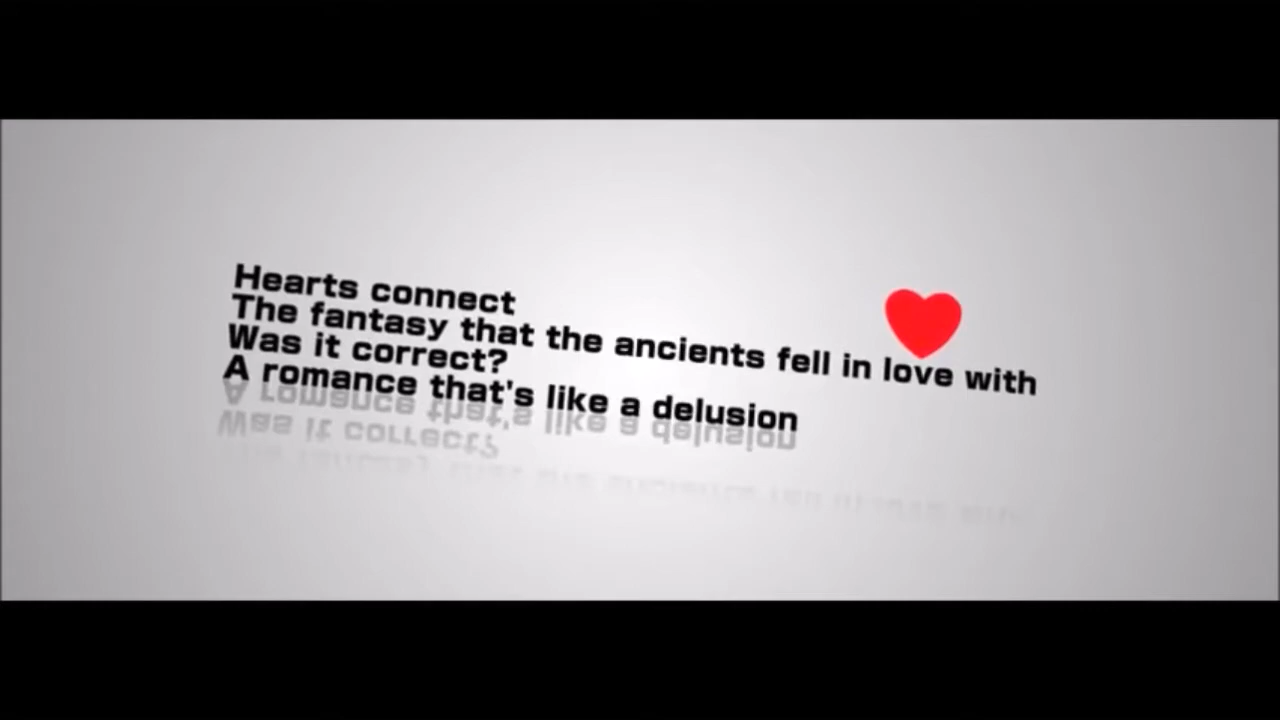 Hearts connect
The fantasy that the ancients fell in love with
Was it correct?
A romance that's like a delusion